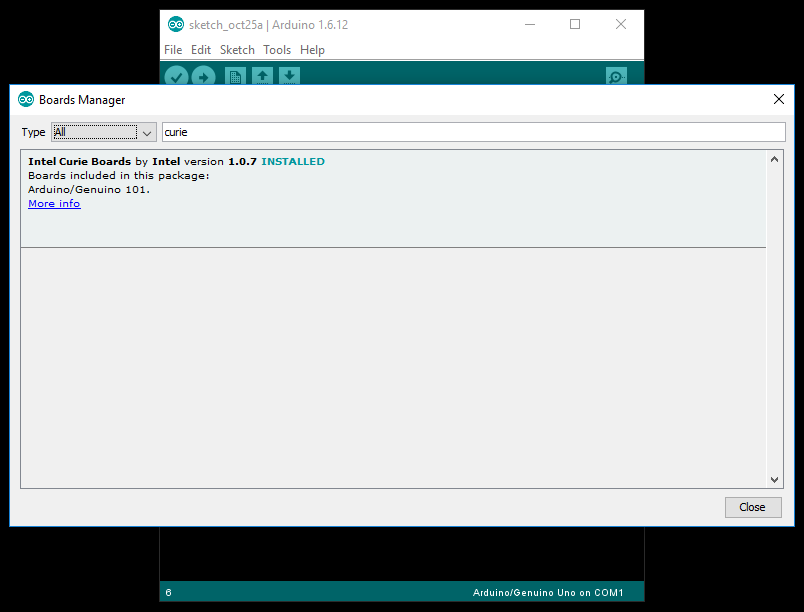 sketch_oct25a | Arduino 1.6.12
File Edit Sketch Tools Help
Boards Manager
Type All curie
Intel Curie Boards by Intel version 1.0.7 INSTALLED
Boards included in this package:
Arduino/Genuino 101.
More info
Close
6 Arduino/Genuino Uno on COM1